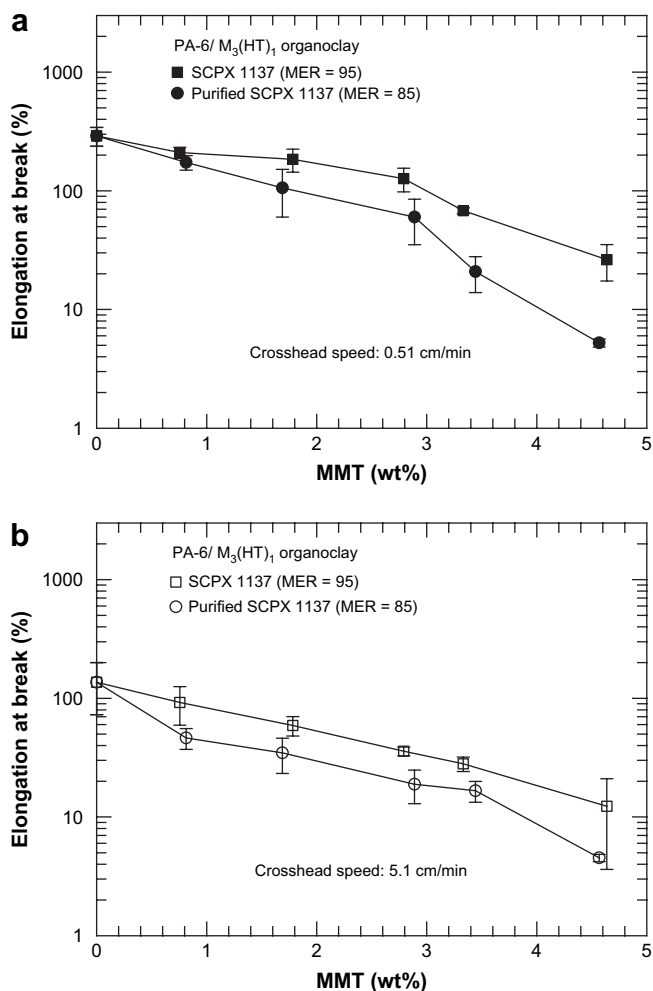 a
PA-6/ M₃(HT)₁ organoclay
SCPX 1137 (MER = 95)
Purified SCPX 1137 (MER = 85)
Elongation at break (%)
1000
100
10
1
Crosshead speed: 0.51 cm/min
0 1 2 3 4 5
MMT (wt%)
b
PA-6/ M₃(HT)₁ organoclay
SCPX 1137 (MER = 95)
Purified SCPX 1137 (MER = 85)
Elongation at break (%)
1000
100
10
1
Crosshead speed: 5.1 cm/min
0 1 2 3 4 5
MMT (wt%)